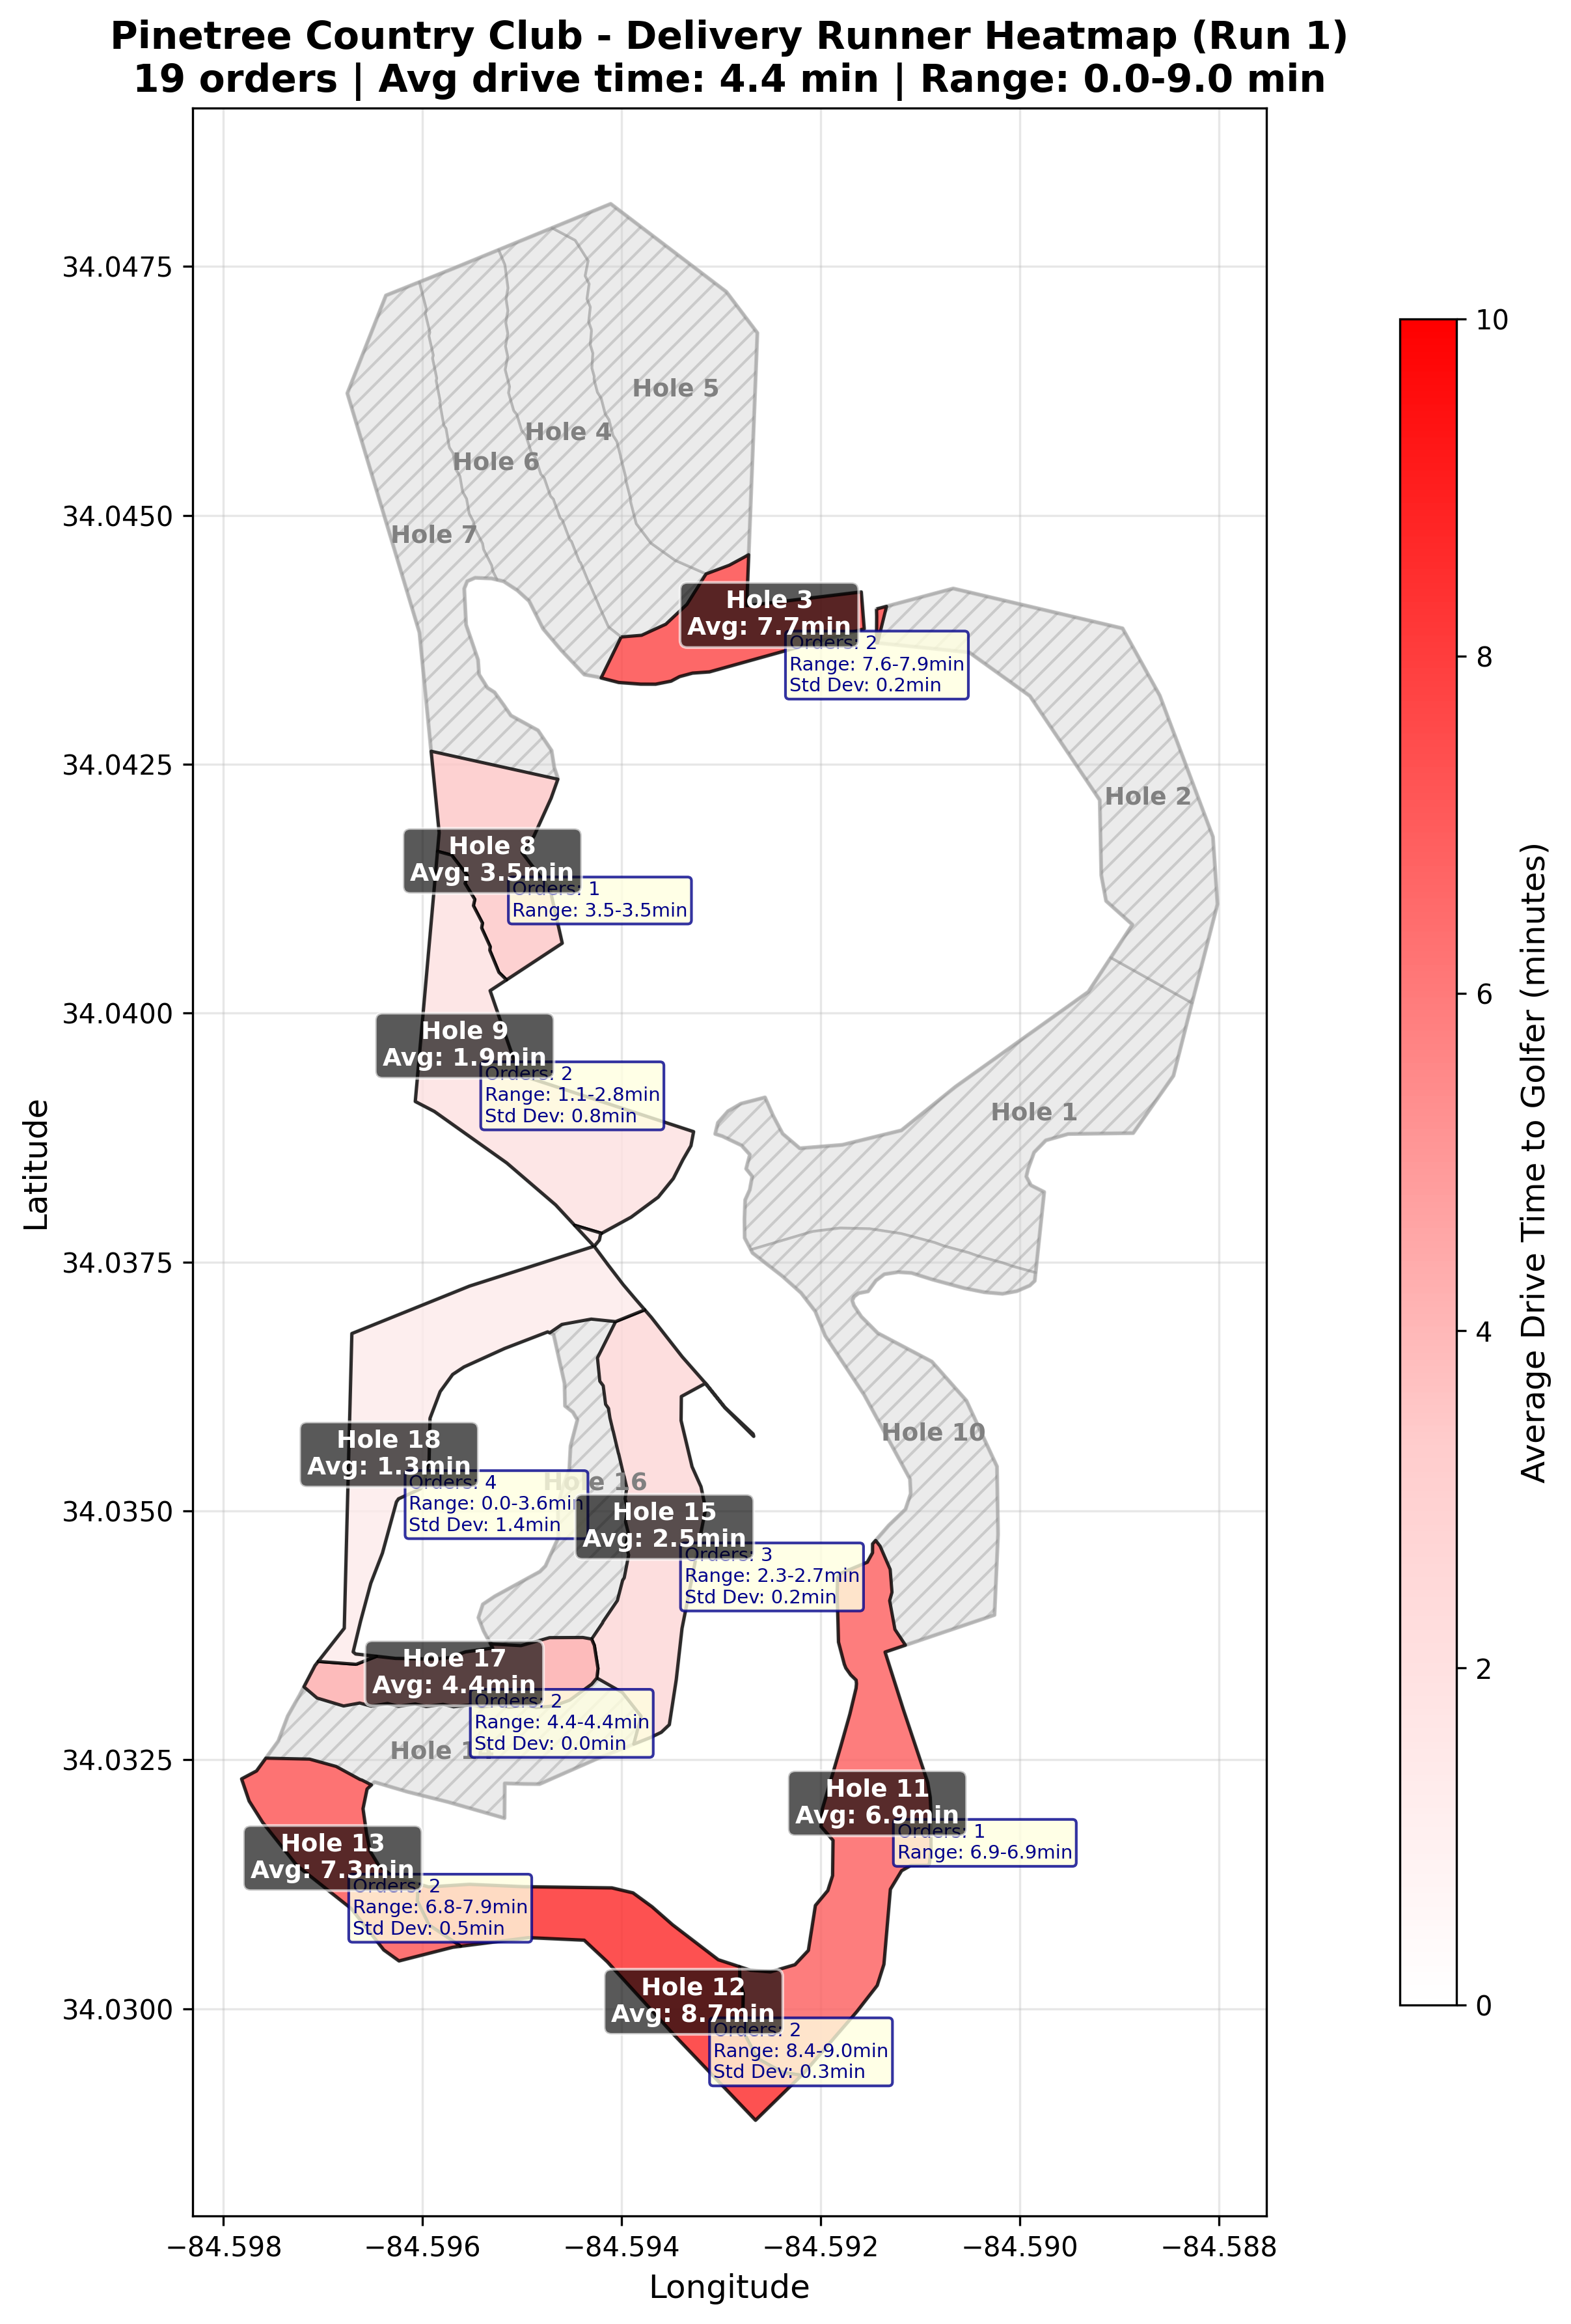 Pinetree Country Club - Delivery Runner Heatmap (Run 1)
19 orders | Avg drive time: 4.4 min | Range: 0.0-9.0 min
Latitude
34.0475
34.0450
34.0425
34.0400
34.0375
34.0350
34.0325
34.0300
Hole 5
Hole 4
Hole 6
Hole 7
Hole 3
Avg: 7.7min
Orders: 2
Range: 7.6-7.9min
Std Dev: 0.2min
Hole 2
Hole 8
Avg: 3.5min
Orders: 1
Range: 3.5-3.5min
Hole 9
Avg: 1.9min
Orders: 2
Range: 1.1-2.8min
Std Dev: 0.8min
Hole 1
Hole 10
Hole 18
Avg: 1.3min
Orders: 4
Range: 0.0-3.6min
Std Dev: 1.4min
Hole 16
Hole 15
Avg: 2.5min
Orders: 3
Range: 2.3-2.7min
Std Dev: 0.2min
Hole 17
Avg: 4.4min
Orders: 2
Range: 4.4-4.4min
Std Dev: 0.0min
Hole
Hole 11
Avg: 6.9min
Orders: 1
Range: 6.9-6.9min
Hole 13
Avg: 7.3min
Orders: 2
Range: 6.8-7.9min
Std Dev: 0.5min
Hole 12
Avg: 8.7min
Orders: 2
Range: 8.4-9.0min
Std Dev: 0.3min
−84.598
−84.596
−84.594
−84.592
−84.590
−84.588
Longitude
10
8
6
4
2
0
Average Drive Time to Golfer (minutes)